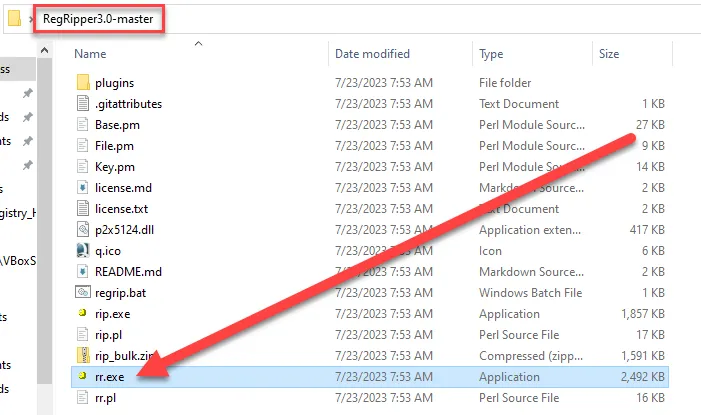 RegRipper3.0-master
Name Date modified Type Size
plugins 7/23/2023 7:53 AM File folder
.gitattributes 7/23/2023 7:53 AM Text Document 1 KB
Base.pm 7/23/2023 7:53 AM Perl Module Sourc... 27 KB
File.pm 7/23/2023 7:53 AM Perl Module Sourc... 9 KB
Key.pm 7/23/2023 7:53 AM Perl Module Sourc... 14 KB
license.md 7/23/2023 7:53 AM Markdown Source... 2 KB
license.txt 7/23/2023 7:53 AM Text Document 2 KB
p2x5124.dll 7/23/2023 7:53 AM Application exten... 417 KB
q.ico 7/23/2023 7:53 AM Icon 6 KB
README.md 7/23/2023 7:53 AM Markdown Source... 2 KB
regrip.bat 7/23/2023 7:53 AM Windows Batch File 1 KB
rip.exe 7/23/2023 7:53 AM Application 1,857 KB
rip.pl 7/23/2023 7:53 AM Perl Source File 17 KB
rip_bulk.zip 7/23/2023 7:53 AM Compressed (zipp... 1,591 KB
rr.exe 7/23/2023 7:53 AM Application 2,492 KB
rr.pl 7/23/2023 7:53 AM Perl Source File 16 KB
ss
ds
nts
s
gistry_H
\VBoxS
ts
nts
ds